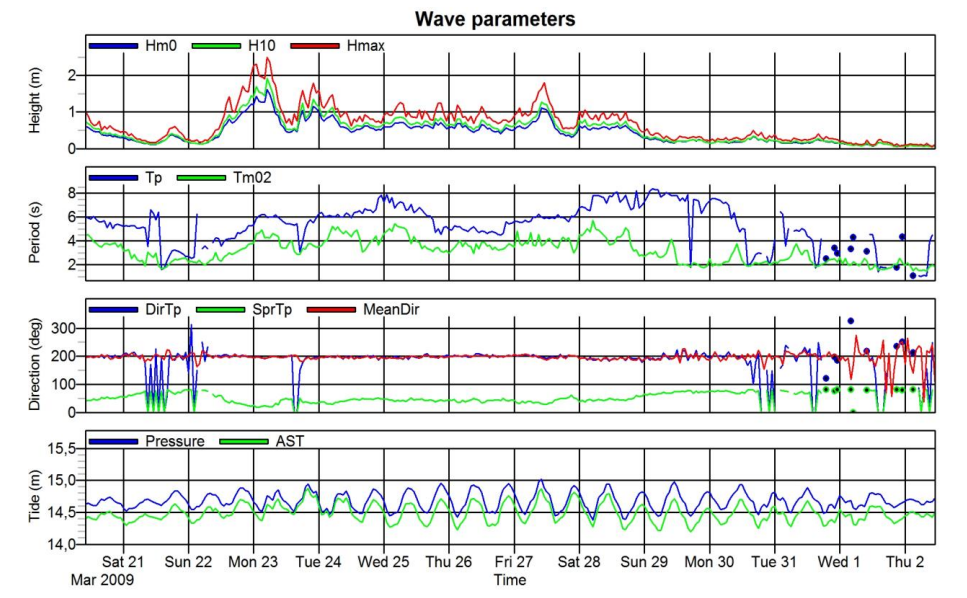 Wave parameters
Hm0 H10 Hmax
Height (m)
2
1
0
Tp Tm02
Period (s)
8
6
4
2
DirTp SprTp MeanDir
Direction (deg)
300
200
100
0
Pressure AST
Tide (m)
15,5
15,0
14,5
14,0
Sat 21 Sun 22 Mon 23 Tue 24 Wed 25 Thu 26 Fri 27 Sat 28 Sun 29 Mon 30 Tue 31 Wed 1 Thu 2
Mar 2009 Time